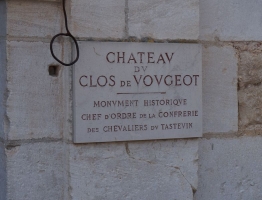 CHATEAV
DV
CLOS DE VOVGEOT
MONVMENT HISTORIQVE
CHEF D'ORDRE DE LA CONFRERIE
DES CHEVALIERS DV TASTEVIN